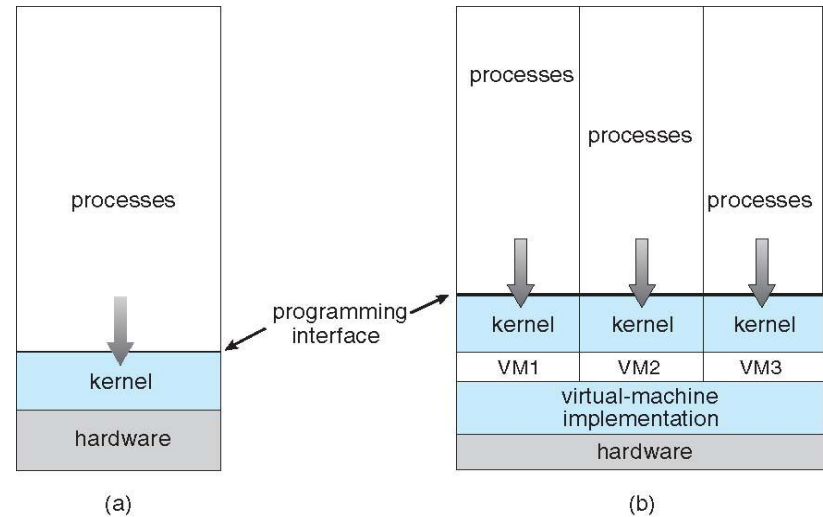 processes
kernel
hardware
(a)
programming
interface
processes
processes
processes
kernel
kernel
kernel
VM1
VM2
VM3
virtual-machine
implementation
hardware
(b)